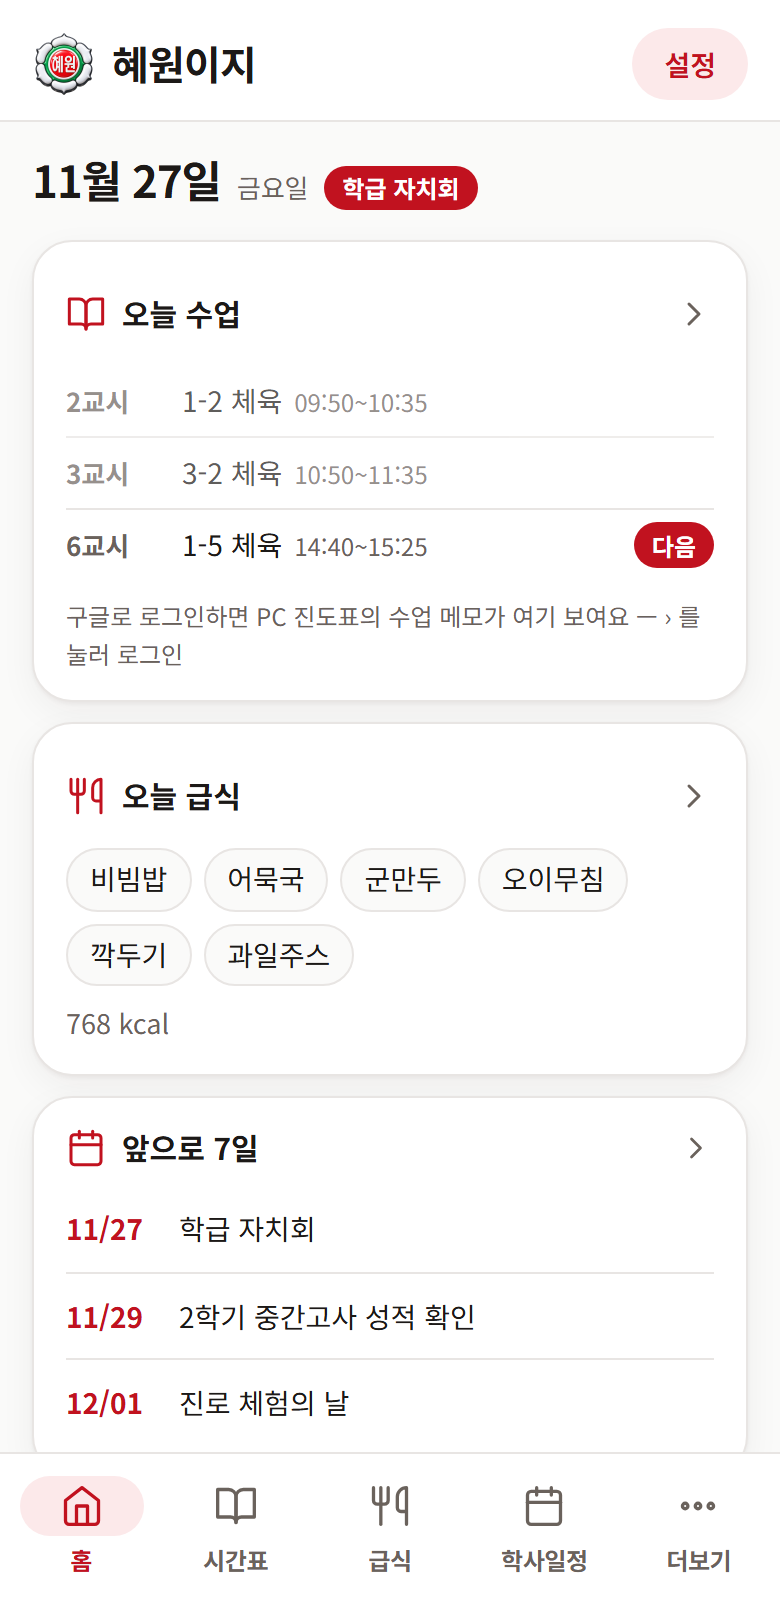 혜원
혜원이지
설정
11월 27일 금요일 학급 자치회
오늘 수업
2교시 1-2 체육 09:50~10:35
3교시 3-2 체육 10:50~11:35
6교시 1-5 체육 14:40~15:25 다음
구글로 로그인하면 PC 진도표의 수업 메모가 여기 보여요 — › 를
눌러 로그인
오늘 급식
비빔밥 어묵국 군만두 오이무침
깍두기 과일주스
768 kcal
앞으로 7일
11/27 학급 자치회
11/29 2학기 중간고사 성적 확인
12/01 진로 체험의 날
홈 시간표 급식 학사일정 더보기